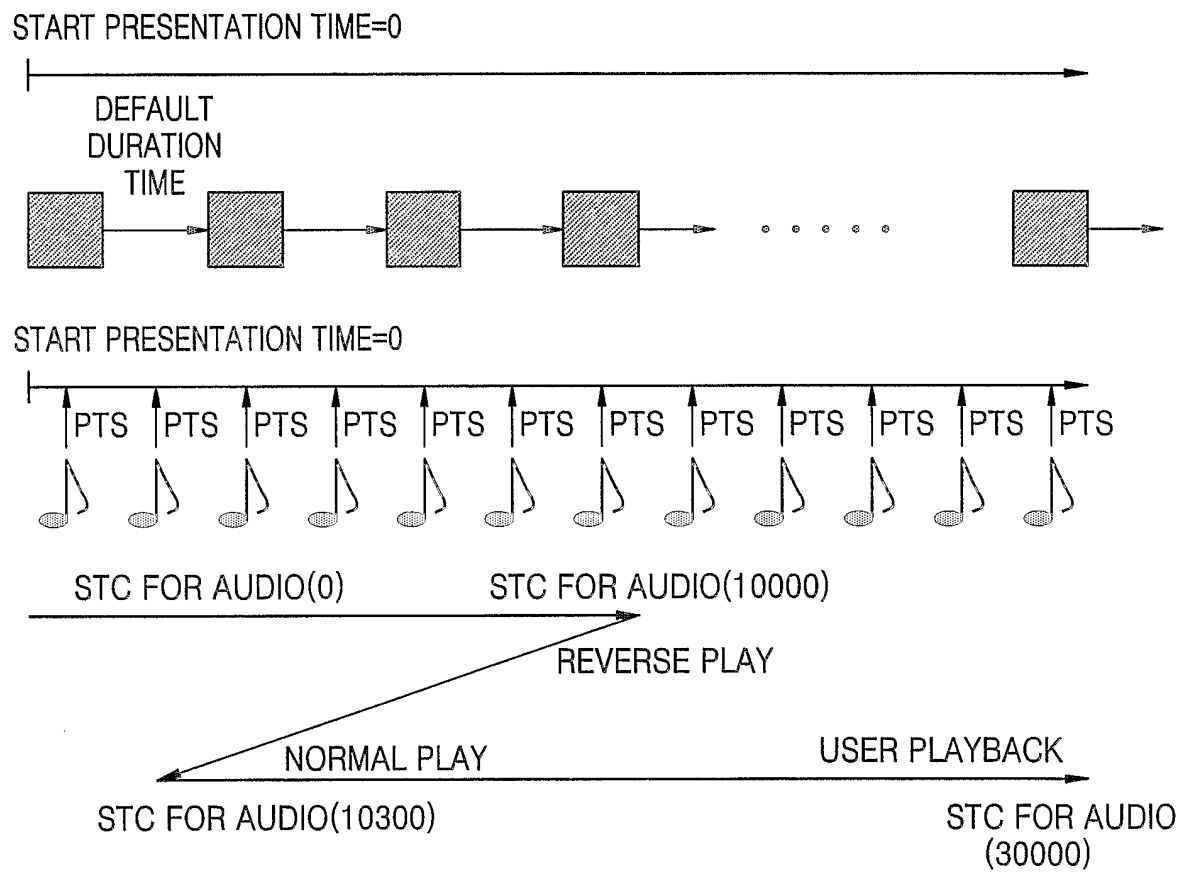 START PRESENTATION TIME=0
DEFAULT
DURATION
TIME
START PRESENTATION TIME=0
PTS PTS PTS PTS PTS PTS PTS PTS PTS PTS PTS PTS
STC FOR AUDIO(0) STC FOR AUDIO(10000)
REVERSE PLAY
NORMAL PLAY USER PLAYBACK
STC FOR AUDIO(10300) STC FOR AUDIO
(30000)